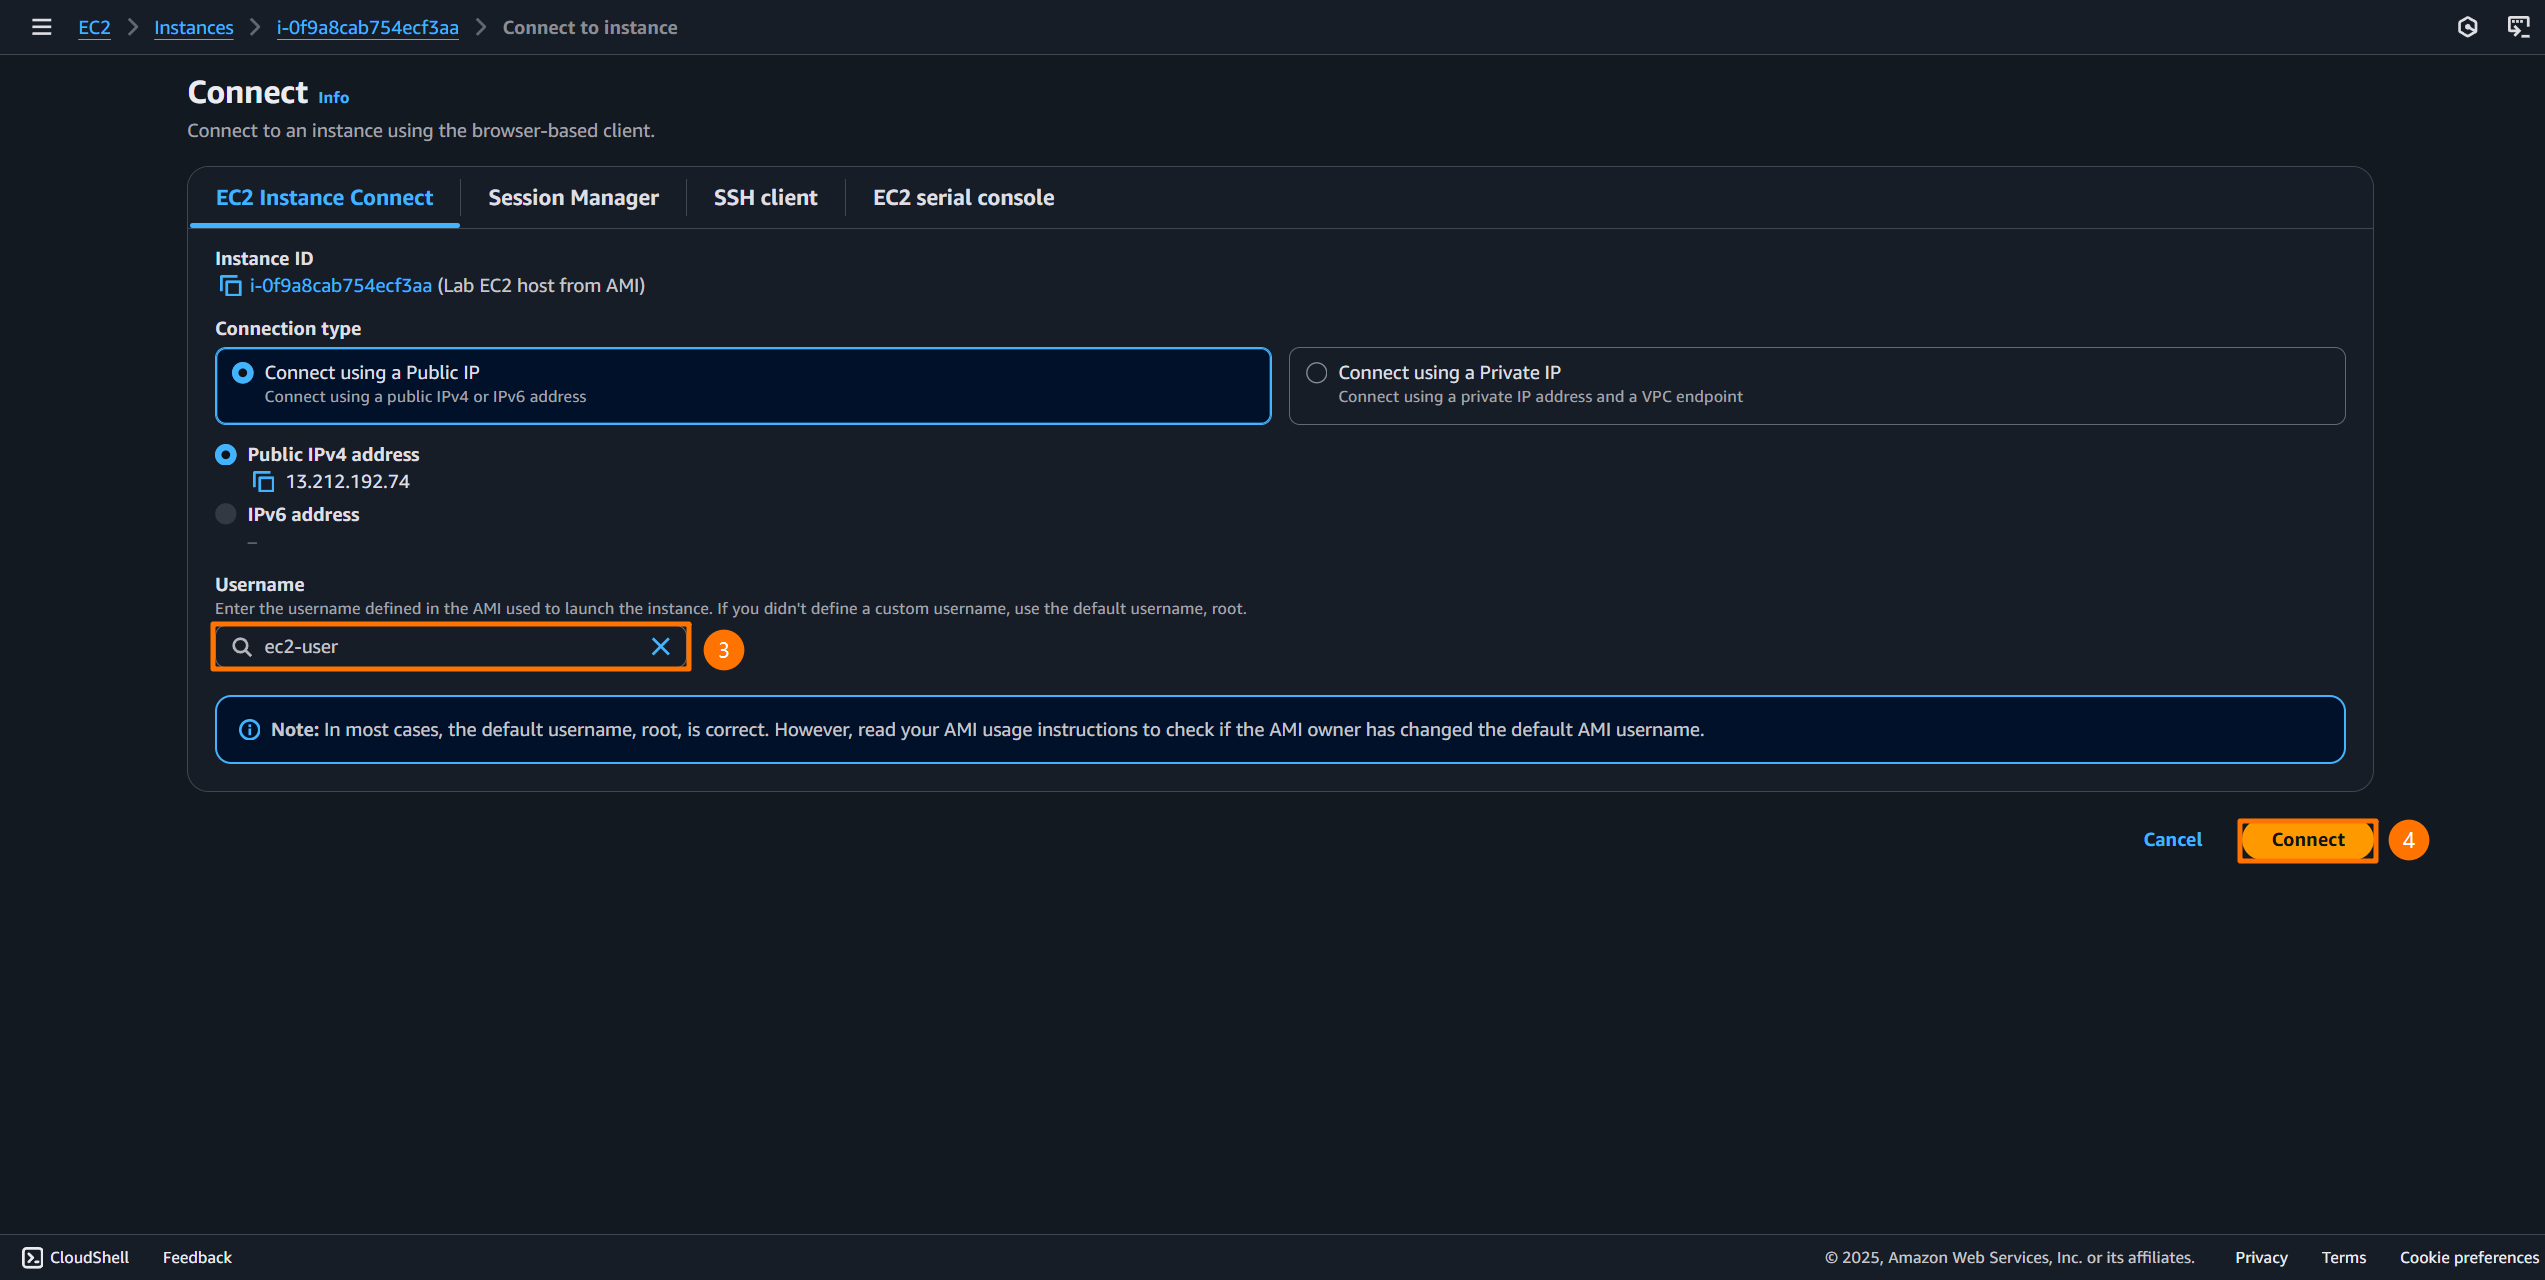 EC2 Instances i-0f9a8cab754ecf3aa Connect to instance
Connect Info
Connect to an instance using the browser-based client.
EC2 Instance Connect Session Manager SSH client EC2 serial console
Instance ID
i-0f9a8cab754ecf3aa (Lab EC2 host from AMI)
Connection type
Connect using a Public IP
Connect using a public IPv4 or IPv6 address
Connect using a Private IP
Connect using a private IP address and a VPC endpoint
Public IPv4 address
13.212.192.74
IPv6 address
–
Username
Enter the username defined in the AMI used to launch the instance. If you didn't define a custom username, use the default username, root.
ec2-user
3
Note: In most cases, the default username, root, is correct. However, read your AMI usage instructions to check if the AMI owner has changed the default AMI username.
Cancel Connect 4
CloudShell Feedback © 2025, Amazon Web Services, Inc. or its affiliates. Privacy Terms Cookie preferences